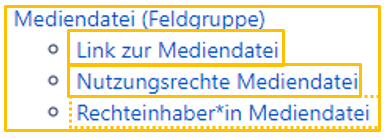 Mediendatei (Feldgruppe)
Link zur Mediendatei
Nutzungsrechte Mediendatei
Rechteinhaber*in Mediendatei